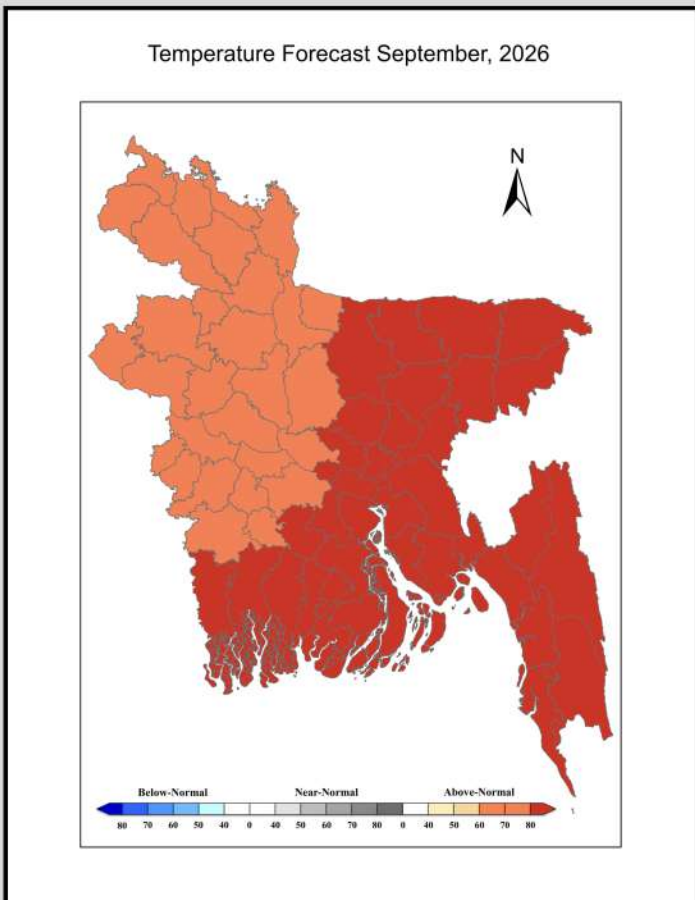 Temperature Forecast September, 2026
N
Below-Normal Near-Normal Above-Normal
80 70 60 50 40 0 40 50 60 70 80 0 40 50 60 70 80